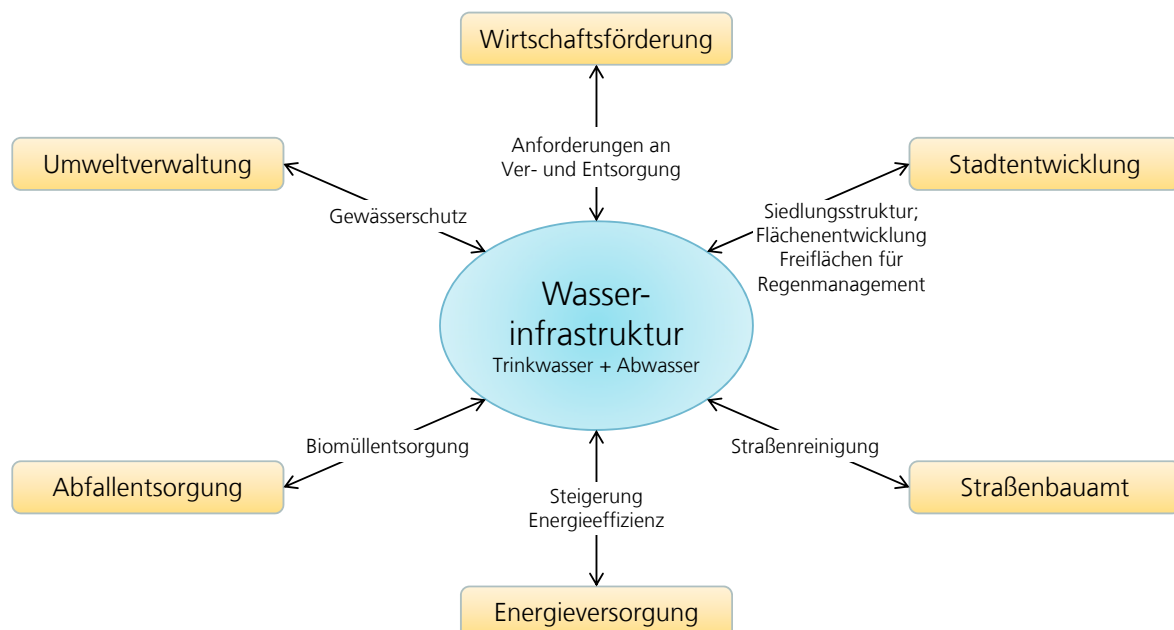 Wirtschaftsförderung
Anforderungen an
Ver- und Entsorgung
Umweltverwaltung
Gewässerschutz
Stadtentwicklung
Siedlungsstruktur;
Flächenentwicklung
Freiflächen für
Regenmanagement
Wasser-
infrastruktur
Trinkwasser + Abwasser
Biomüllentsorgung
Abfallentsorgung
Straßenreinigung
Straßenbauamt
Steigerung
Energieeffizienz
Energieversorgung